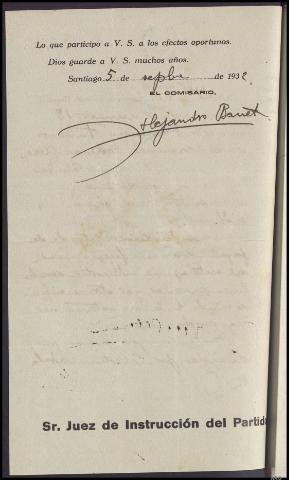 Lo que participo a V. S. a los efectos oportunos.
Dios guarde a V. S. muchos años.
Santiago 5 de sepbre de 1932.
EL COMISARIO,
Alejandro Banet
Sr. Juez de Instrucción del Partido